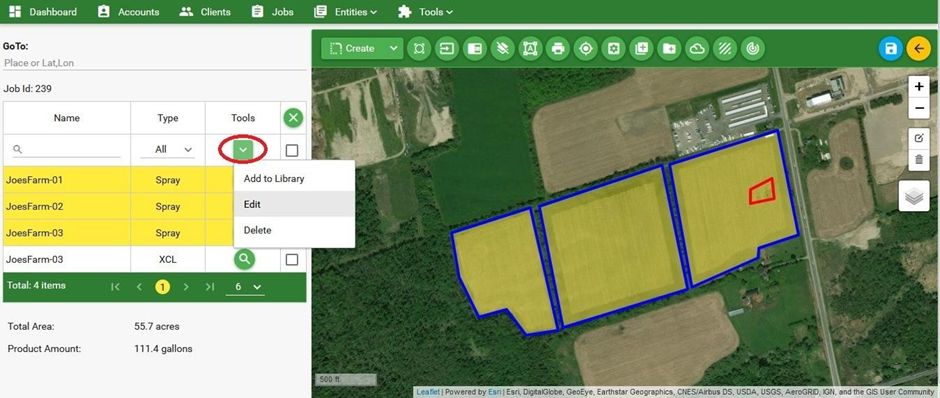 Dashboard Accounts Clients Jobs Entities Tools
GoTo:
Place or Lat,Lon
Job Id: 239
Create
Name Type Tools
All
JoesFarm-01 Spray
JoesFarm-02 Spray
JoesFarm-03 Spray
JoesFarm-03 XCL
Add to Library
Edit
Delete
Total: 4 items 1 6
Total Area: 55.7 acres
Product Amount: 111.4 gallons
+
−
500 ft
Leaflet | Powered by Esri | Esri, DigitalGlobe, GeoEye, Earthstar Geographics, CNES/Airbus DS, USDA, USGS, AeroGRID, IGN, and the GIS User Community